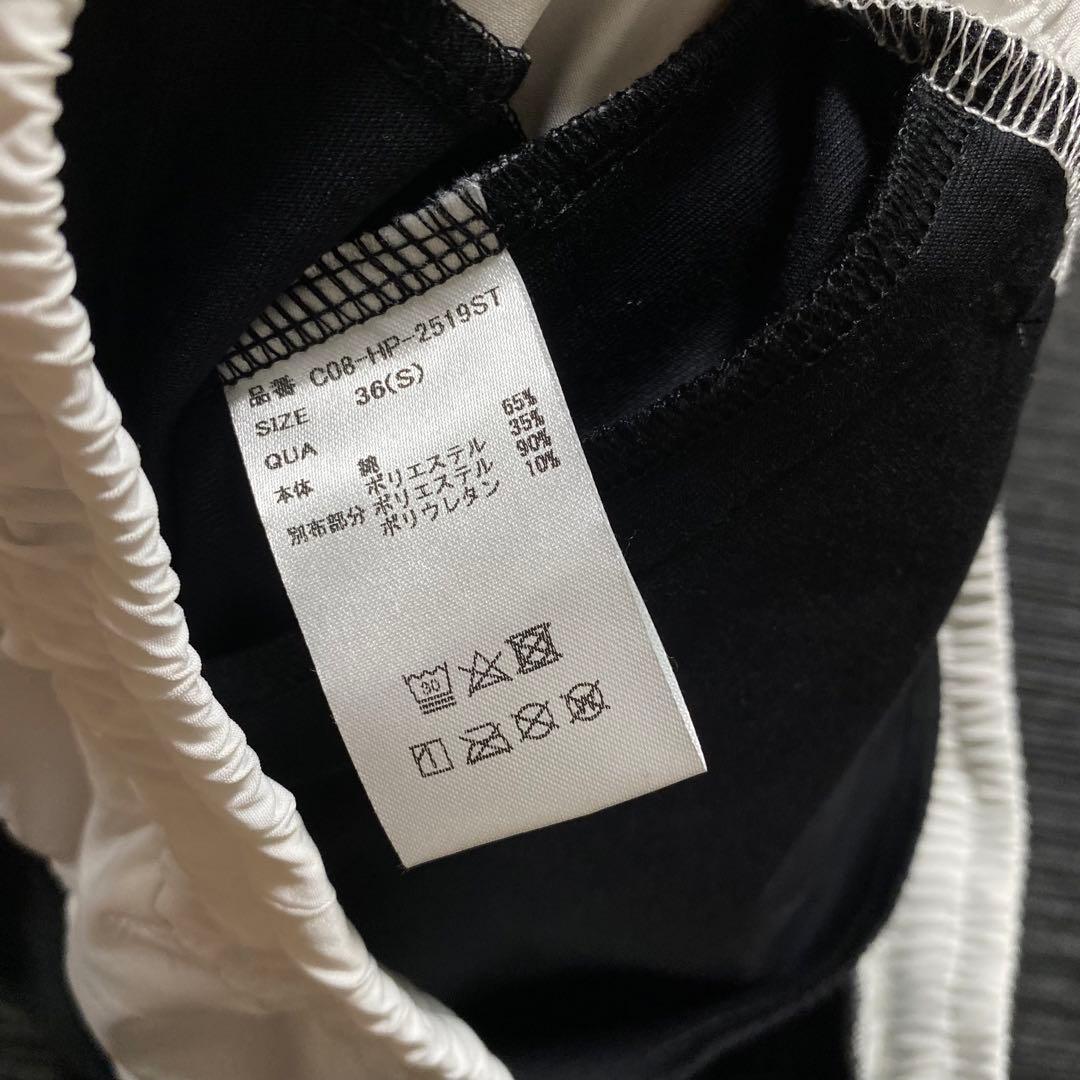 品番 C08-HP-2519ST
SIZE 36(S)
QUA
本体 綿 65%
ポリエステル 35%
別布部分 ポリエステル 90%
ポリウレタン 10%
30
W